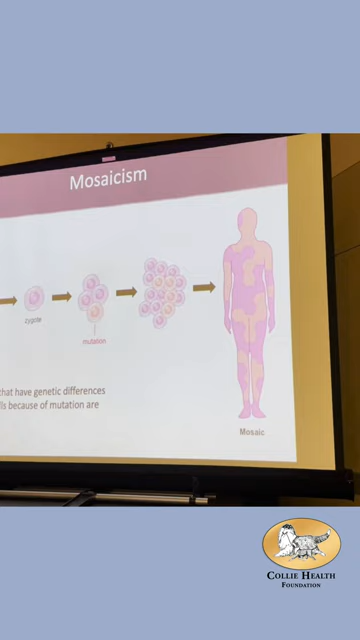 Mosaicism
zygote
mutation
that have genetic differences
lls because of mutation are
Mosaic
COLLIE HEALTH
FOUNDATION